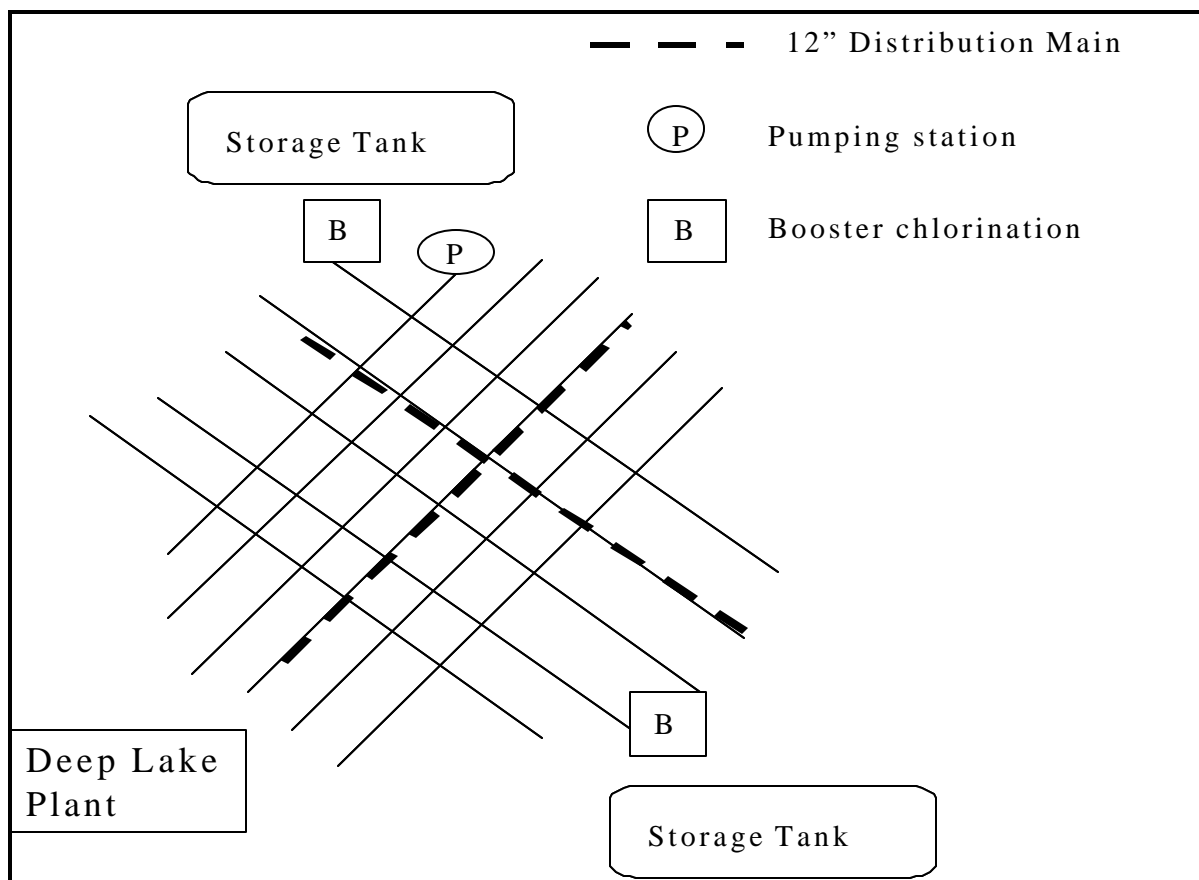 12” Distribution Main
Storage Tank
P Pumping station
B
B Booster chlorination
P
B
Deep Lake
Plant
Storage Tank